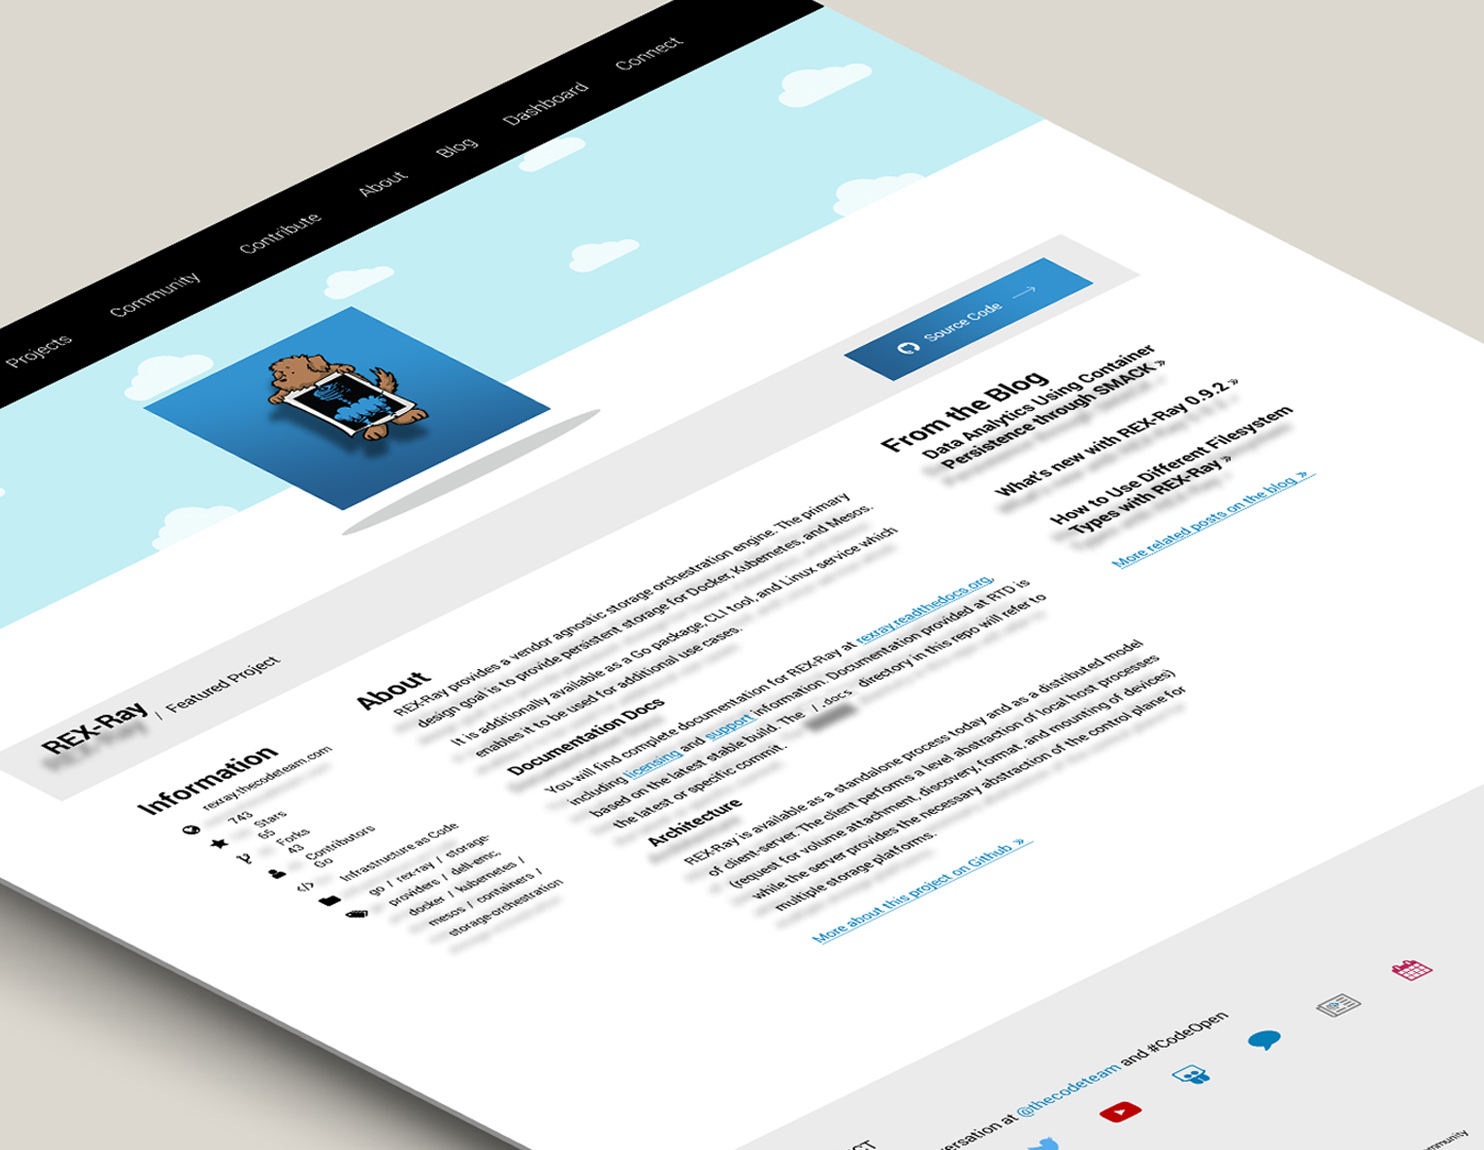 Projects
Community
Contribute
About
Blog
Dashboard
Connect
REX-Ray / Featured Project
Source Code
Information
rexray.thecodeteam.com
743
Stars
65
Forks
43
Contributors
Go
Infrastructure as Code
go / rex-ray / storage-
providers / dell-emc,
docker / kubernetes /
mesos / containers /
storage-orchestration
About
REX-Ray provides a vendor agnostic storage orchestration engine. The primary
design goal is to provide persistent storage for Docker, Kubernetes, and Mesos.
It is additionally available as a Go package, CLI tool, and Linux service which
enables it to be used for additional use cases.
Documentation Docs
You will find complete documentation for REX-Ray at rexray.readthedocs.org,
including licensing and support information. Documentation provided at RTD is
based on the latest stable build. The /.docs directory in this repo will refer to
the latest or specific commit.
Architecture
REX-Ray is available as a standalone process today and as a distributed model
of client-server. The client performs a level abstraction of local host processes
(request for volume attachment, discovery, format, and mounting of devices)
while the server provides the necessary abstraction of the control plane for
multiple storage platforms.
More about this project on Github »
From the Blog
Data Analytics Using Container
Persistence through SMACK »
What's new with REX-Ray 0.9.2 »
How to Use Different Filesystem
Types with REX-Ray »
More related posts on the blog »
CT
ersation at @thecodeteam and #CodeOpen
mmunity